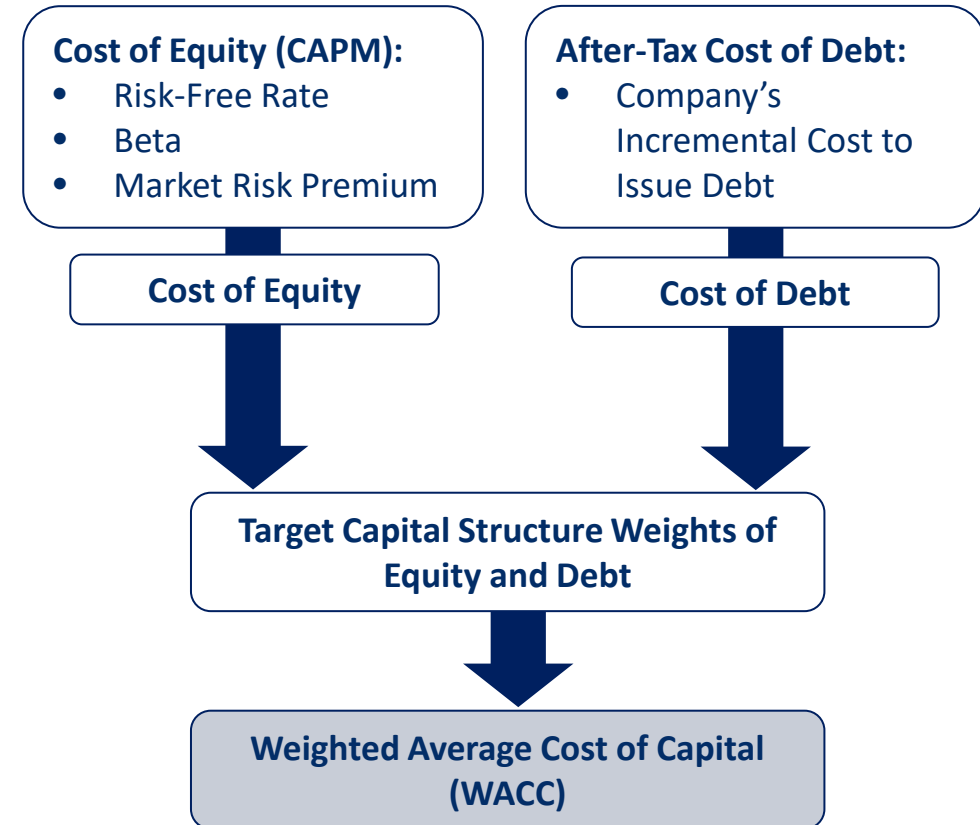 Cost of Equity (CAPM):
• Risk-Free Rate
• Beta
• Market Risk Premium
After-Tax Cost of Debt:
• Company’s
Incremental Cost to
Issue Debt
Cost of Equity
Cost of Debt
Target Capital Structure Weights of
Equity and Debt
Weighted Average Cost of Capital
(WACC)